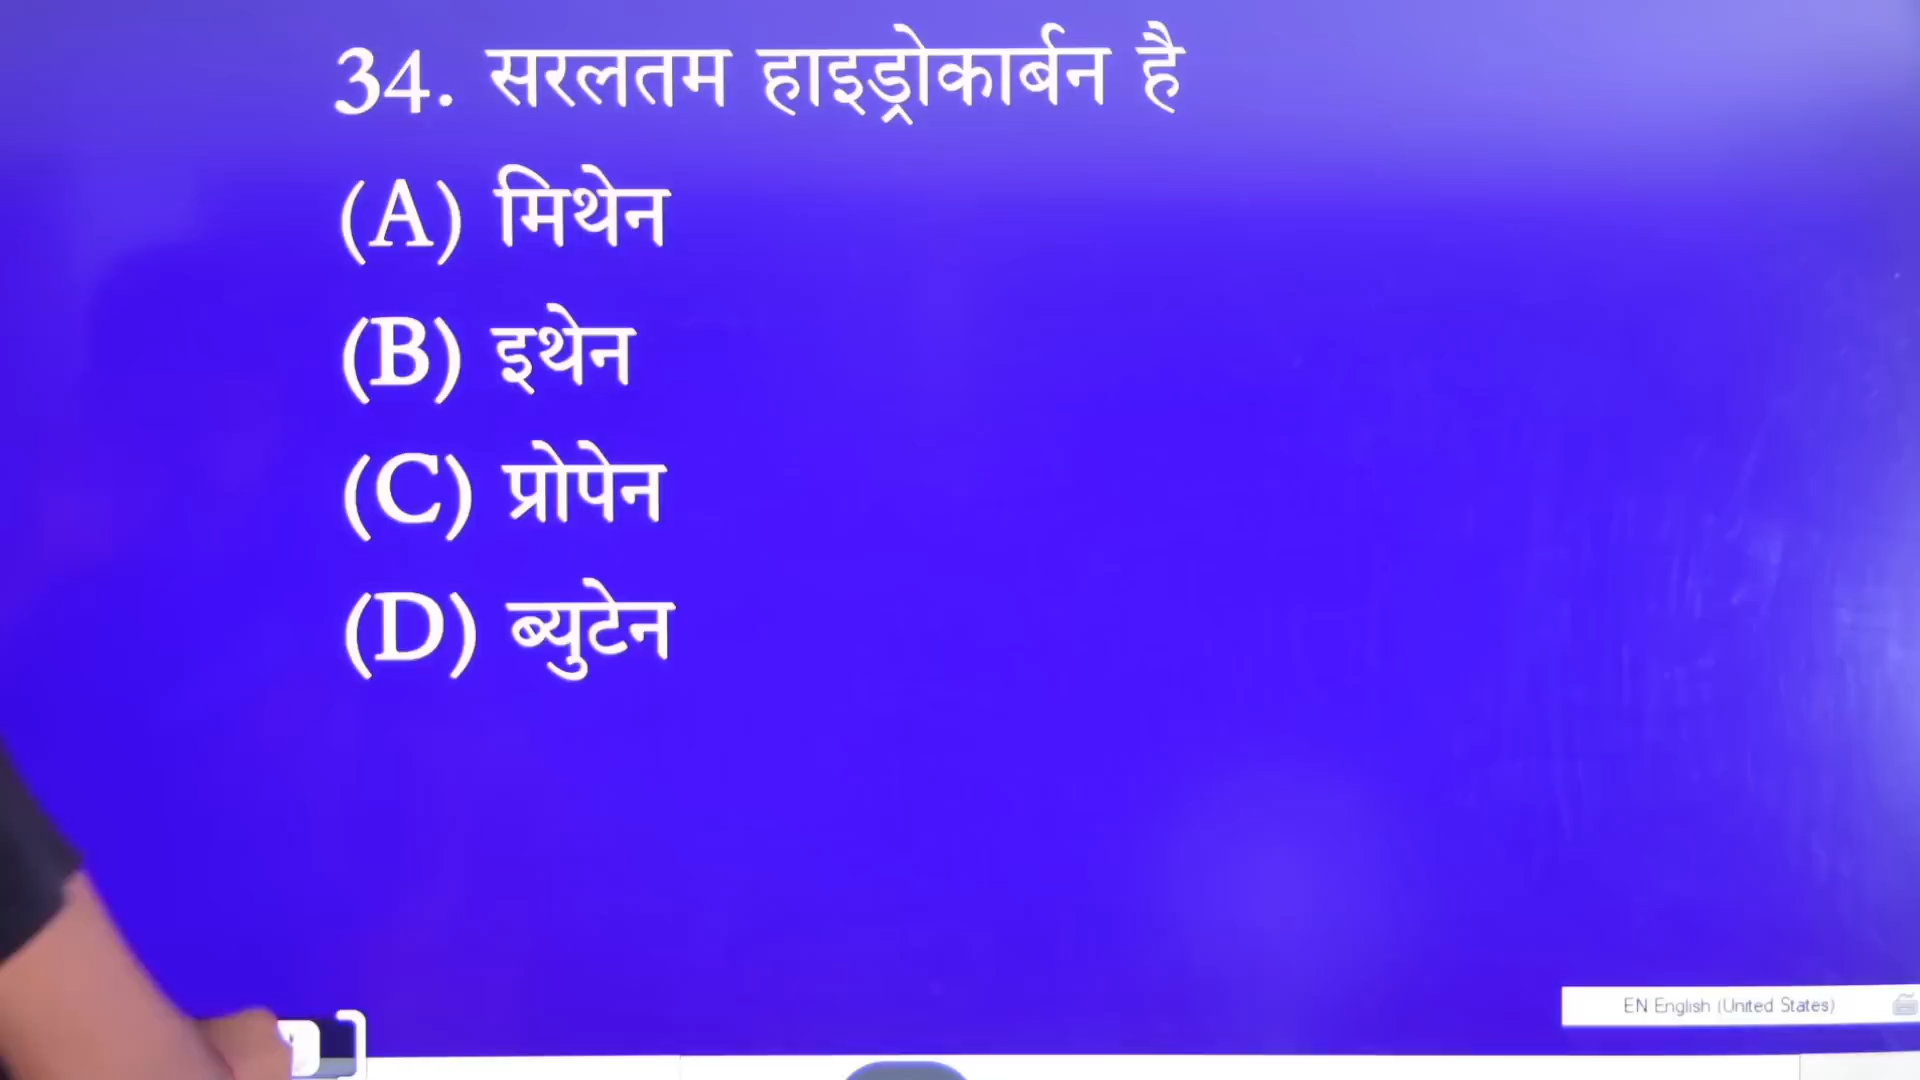 34. सरलतम हाइड्रोकार्बन है
(A) मिथेन
(B) इथेन
(C) प्रोपेन
(D) ब्युटेन
EN English (United States)